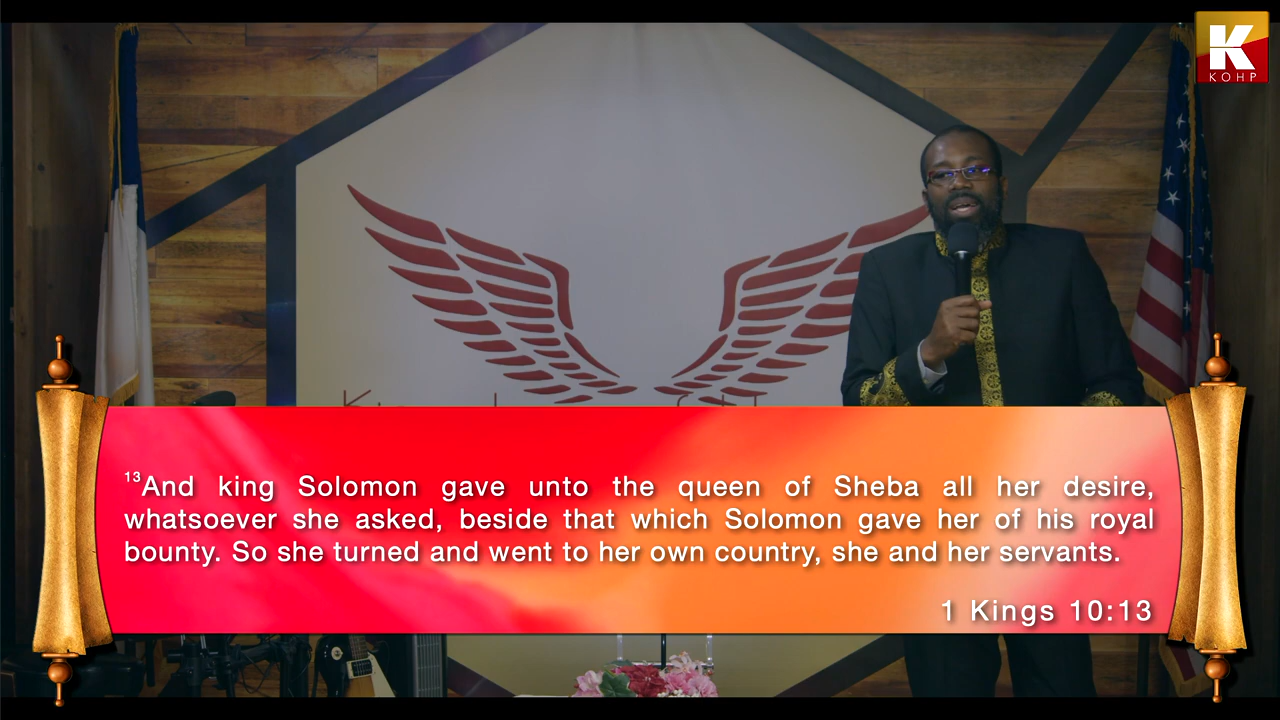 K
KOHP
¹³And king Solomon gave unto the queen of Sheba all her desire,
whatsoever she asked, beside that which Solomon gave her of his royal
bounty. So she turned and went to her own country, she and her servants.
1 Kings 10:13